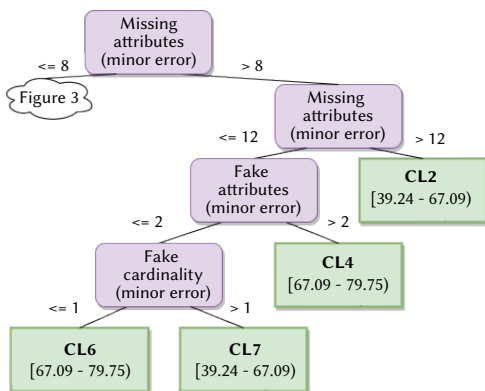 Missing
attributes
(minor error)
<= 8
> 8
Figure 3
Missing
attributes
(minor error)
<= 12
> 12
Fake
attributes
(minor error)
CL2
[39.24 - 67.09)
<= 2
> 2
Fake
cardinality
(minor error)
CL4
[67.09 - 79.75)
<= 1
> 1
CL6
[67.09 - 79.75)
CL7
[39.24 - 67.09)